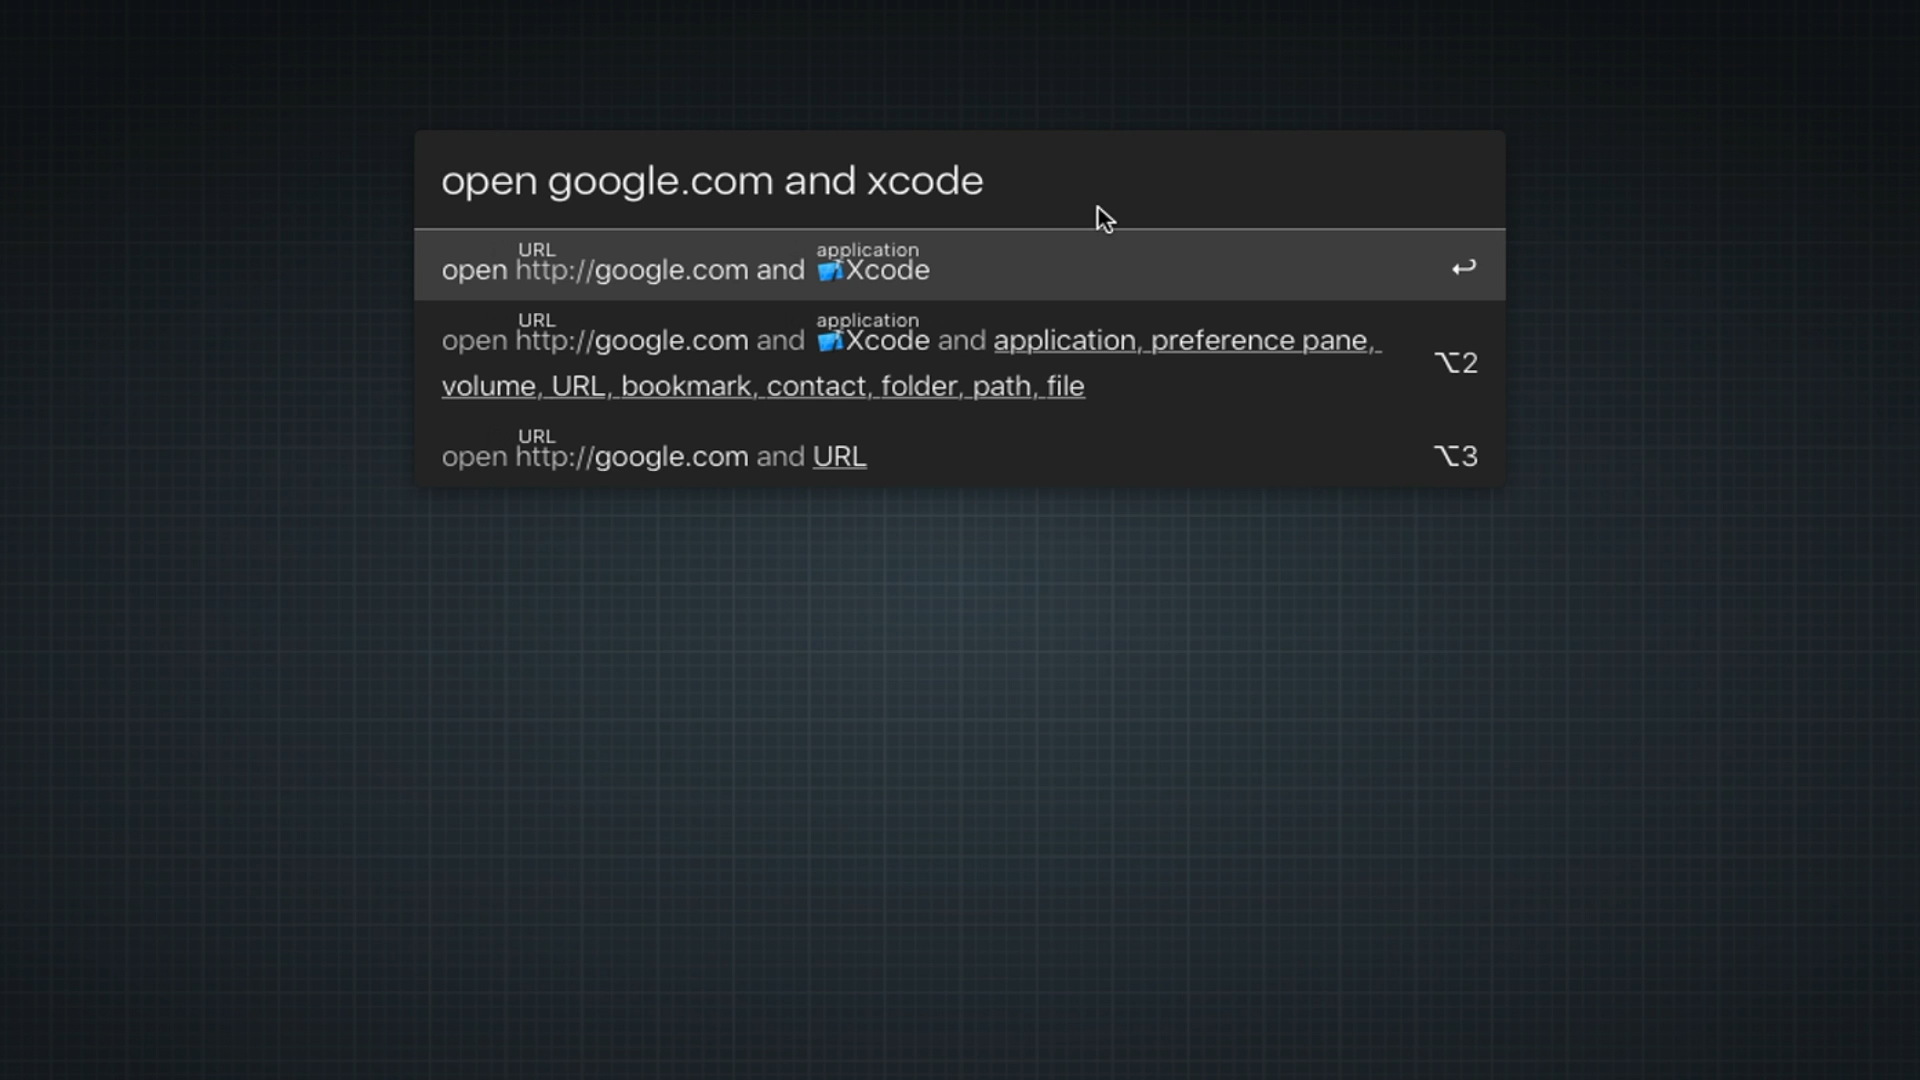 open google.com and xcode
URL application
open http://google.com and Xcode ↩
URL application
open http://google.com and Xcode and application, preference pane,
volume, URL, bookmark, contact, folder, path, file ⌥2
URL
open http://google.com and URL ⌥3